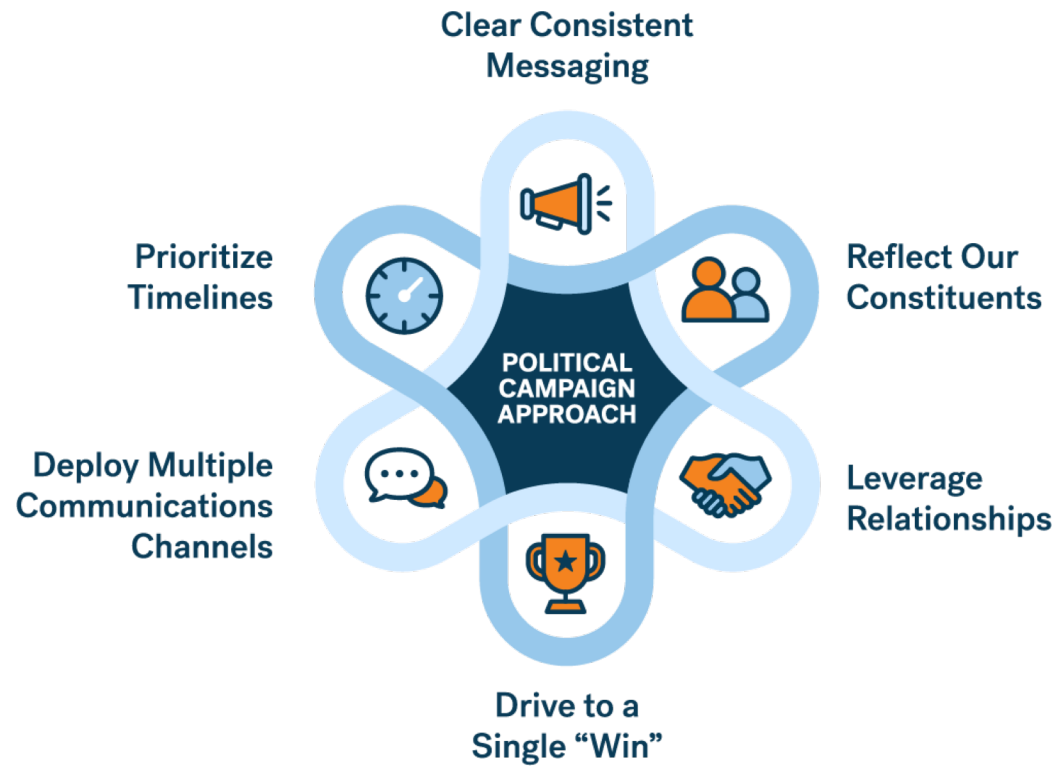 Clear Consistent
Messaging
Reflect Our
Constituents
Leverage
Relationships
Drive to a
Single “Win”
Deploy Multiple
Communications
Channels
Prioritize
Timelines
POLITICAL
CAMPAIGN
APPROACH